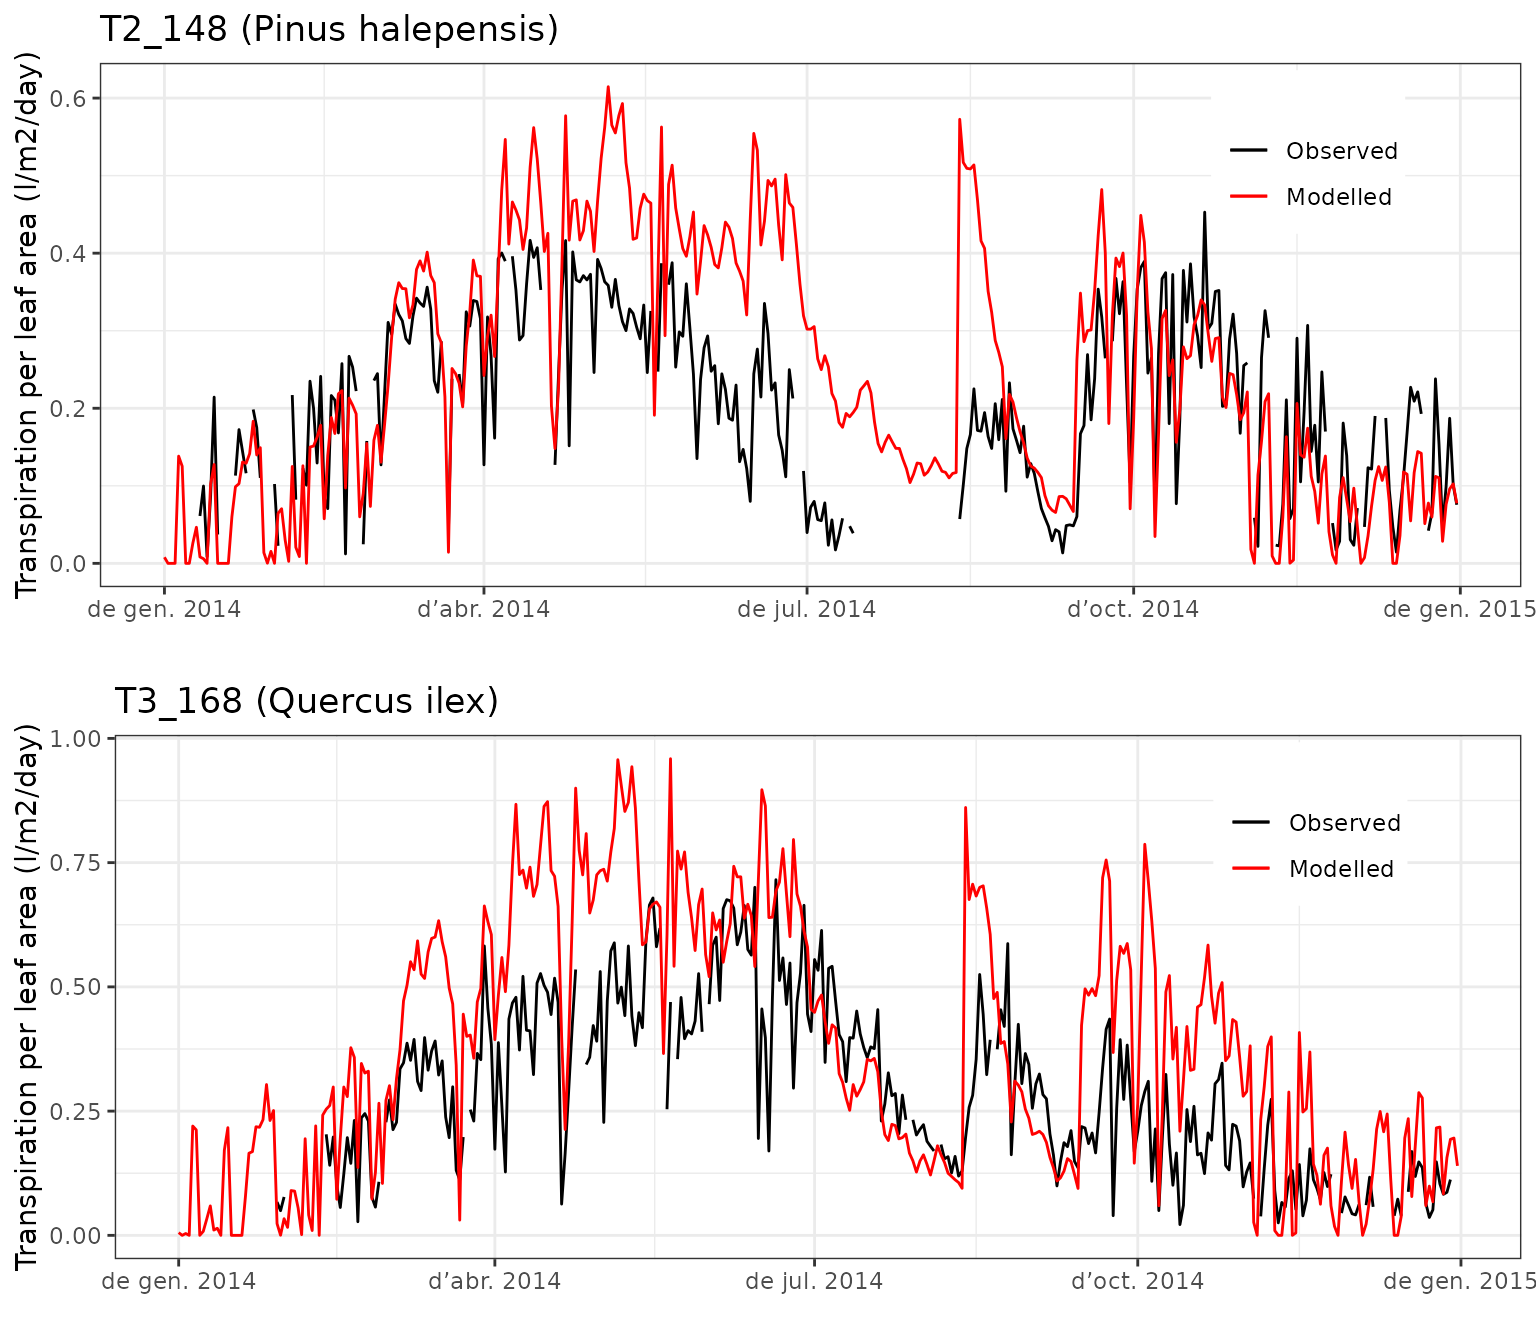 T2_148 (Pinus halepensis)
Transpiration per leaf area (l/m2/day)
0.6
0.4
0.2
0.0
Observed
Modelled
de gen. 2014
d’abr. 2014
de jul. 2014
d’oct. 2014
de gen. 2015
T3_168 (Quercus ilex)
Transpiration per leaf area (l/m2/day)
1.00
0.75
0.50
0.25
0.00
Observed
Modelled
de gen. 2014
d’abr. 2014
de jul. 2014
d’oct. 2014
de gen. 2015